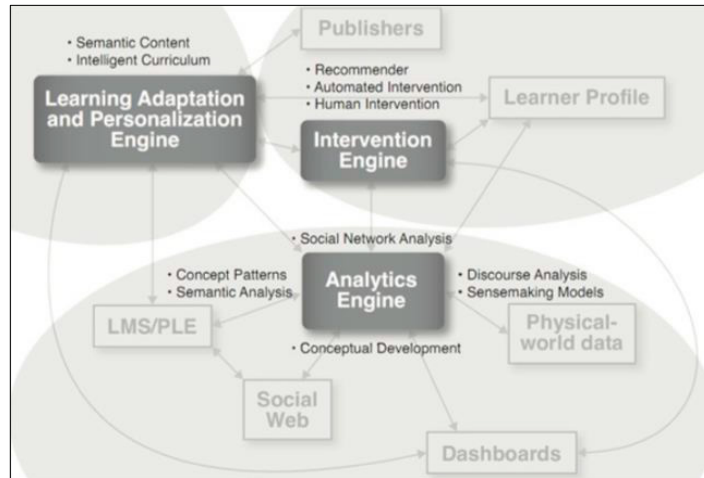 Publishers
• Semantic Content
• Intelligent Curriculum
• Recommender
• Automated Intervention
• Human Intervention
Learning Adaptation
and Personalization
Engine
Learner Profile
Intervention
Engine
• Social Network Analysis
• Concept Patterns
• Semantic Analysis
Analytics
Engine
• Discourse Analysis
• Sensemaking Models
LMS/PLE
Physical-
world data
• Conceptual Development
Social
Web
Dashboards